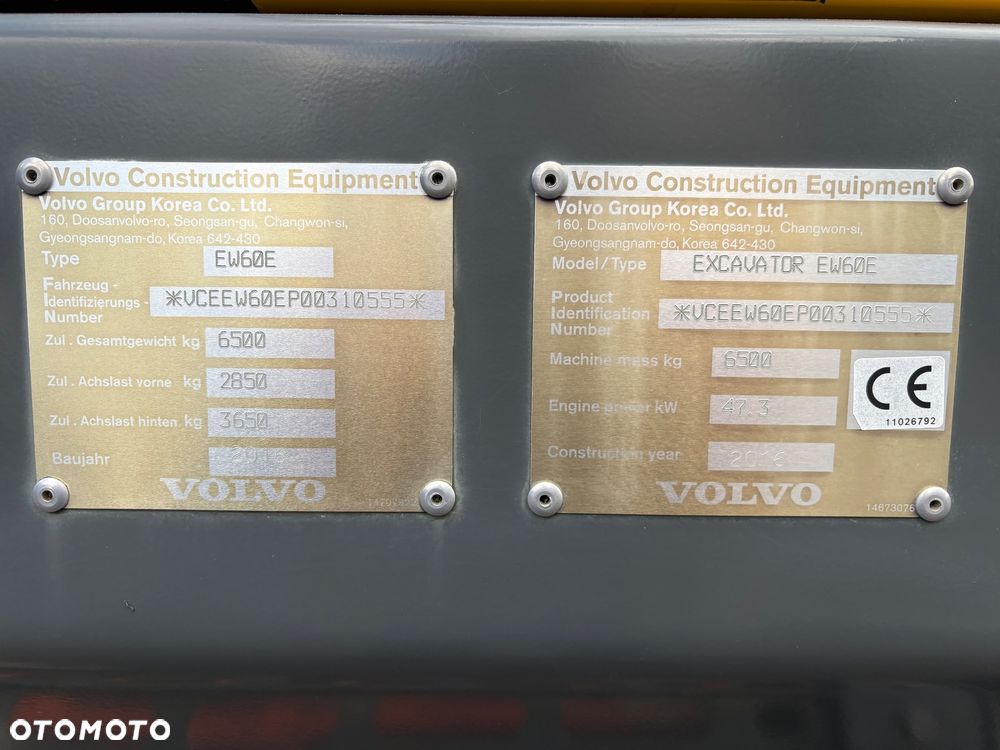 Volvo Construction Equipment
Volvo Group Korea Co. Ltd.
160, Doosanvolvo-ro, Seongsan-gu, Changwon-si,
Gyeongsangnam-do, Korea 642-430
Type EW60E
Fahrzeug -
Identifizierungs - *VCEEW60EP00310555*
Number
Zul. Gesamtgewicht kg 6500
Zul. Achslast vorne kg 2850
Zul. Achslast hinten kg 3650
Baujahr 2016
VOLVO
Volvo Construction Equipment
Volvo Group Korea Co. Ltd.
160, Doosanvolvo-ro, Seongsan-gu, Changwon-si,
Gyeongsangnam-do, Korea 642-430
Model/Type EXCAVATOR EW60E
Product
Identification *VCEEW60EP00310555*
Number
Machine mass kg 6500
Engine power kW 47.3
CE
11026792
Construction year 2016
VOLVO
14673076
OTOMOTO